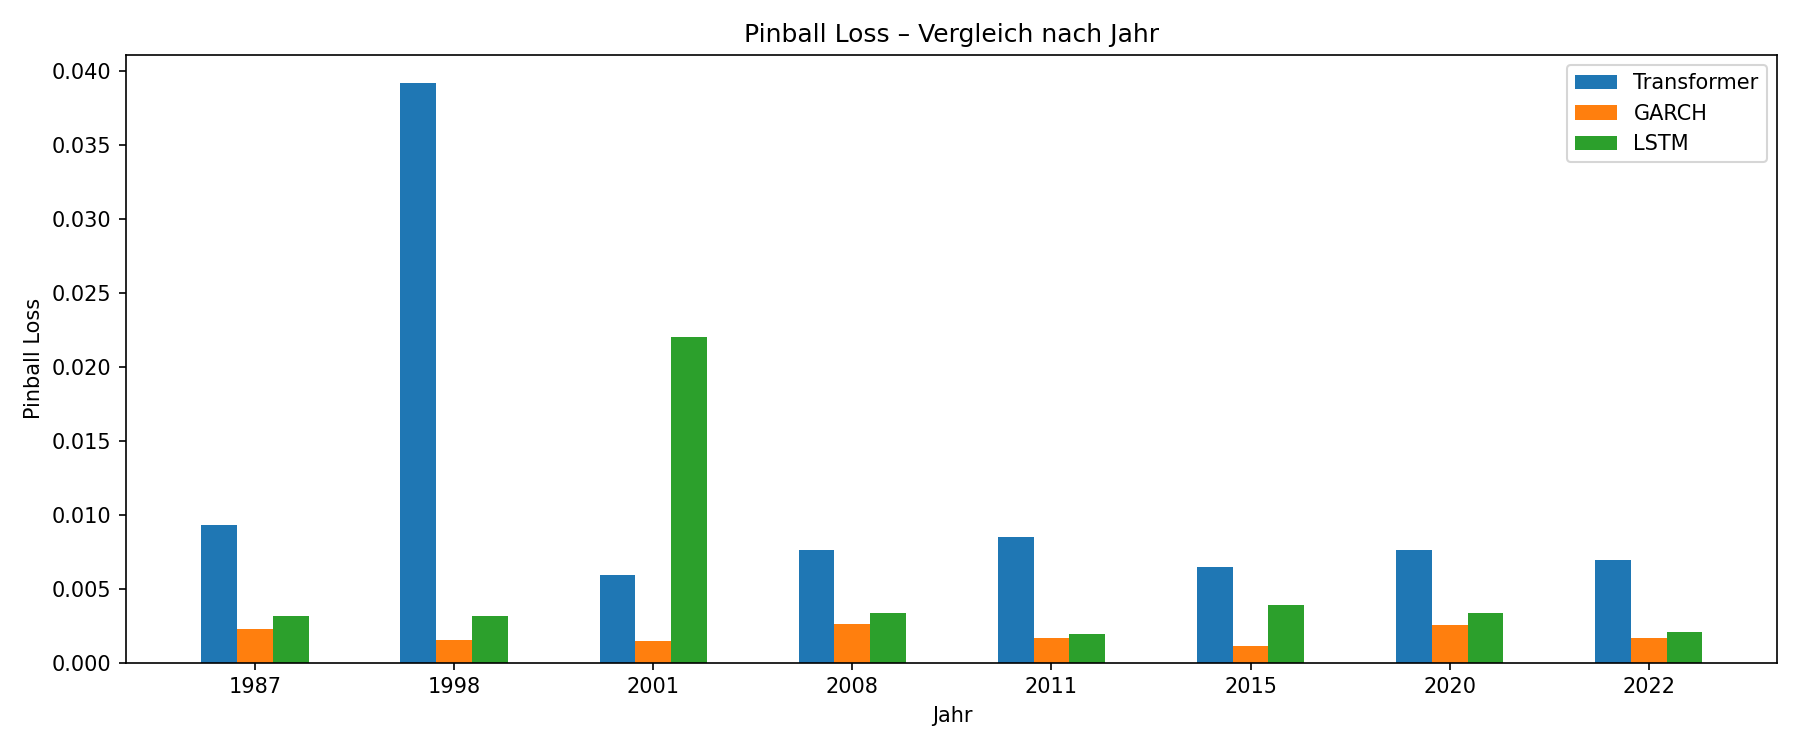 Pinball Loss – Vergleich nach Jahr
Transformer
GARCH
LSTM
Pinball Loss
0.040
0.035
0.030
0.025
0.020
0.015
0.010
0.005
0.000
1987 1998 2001 2008 2011 2015 2020 2022
Jahr